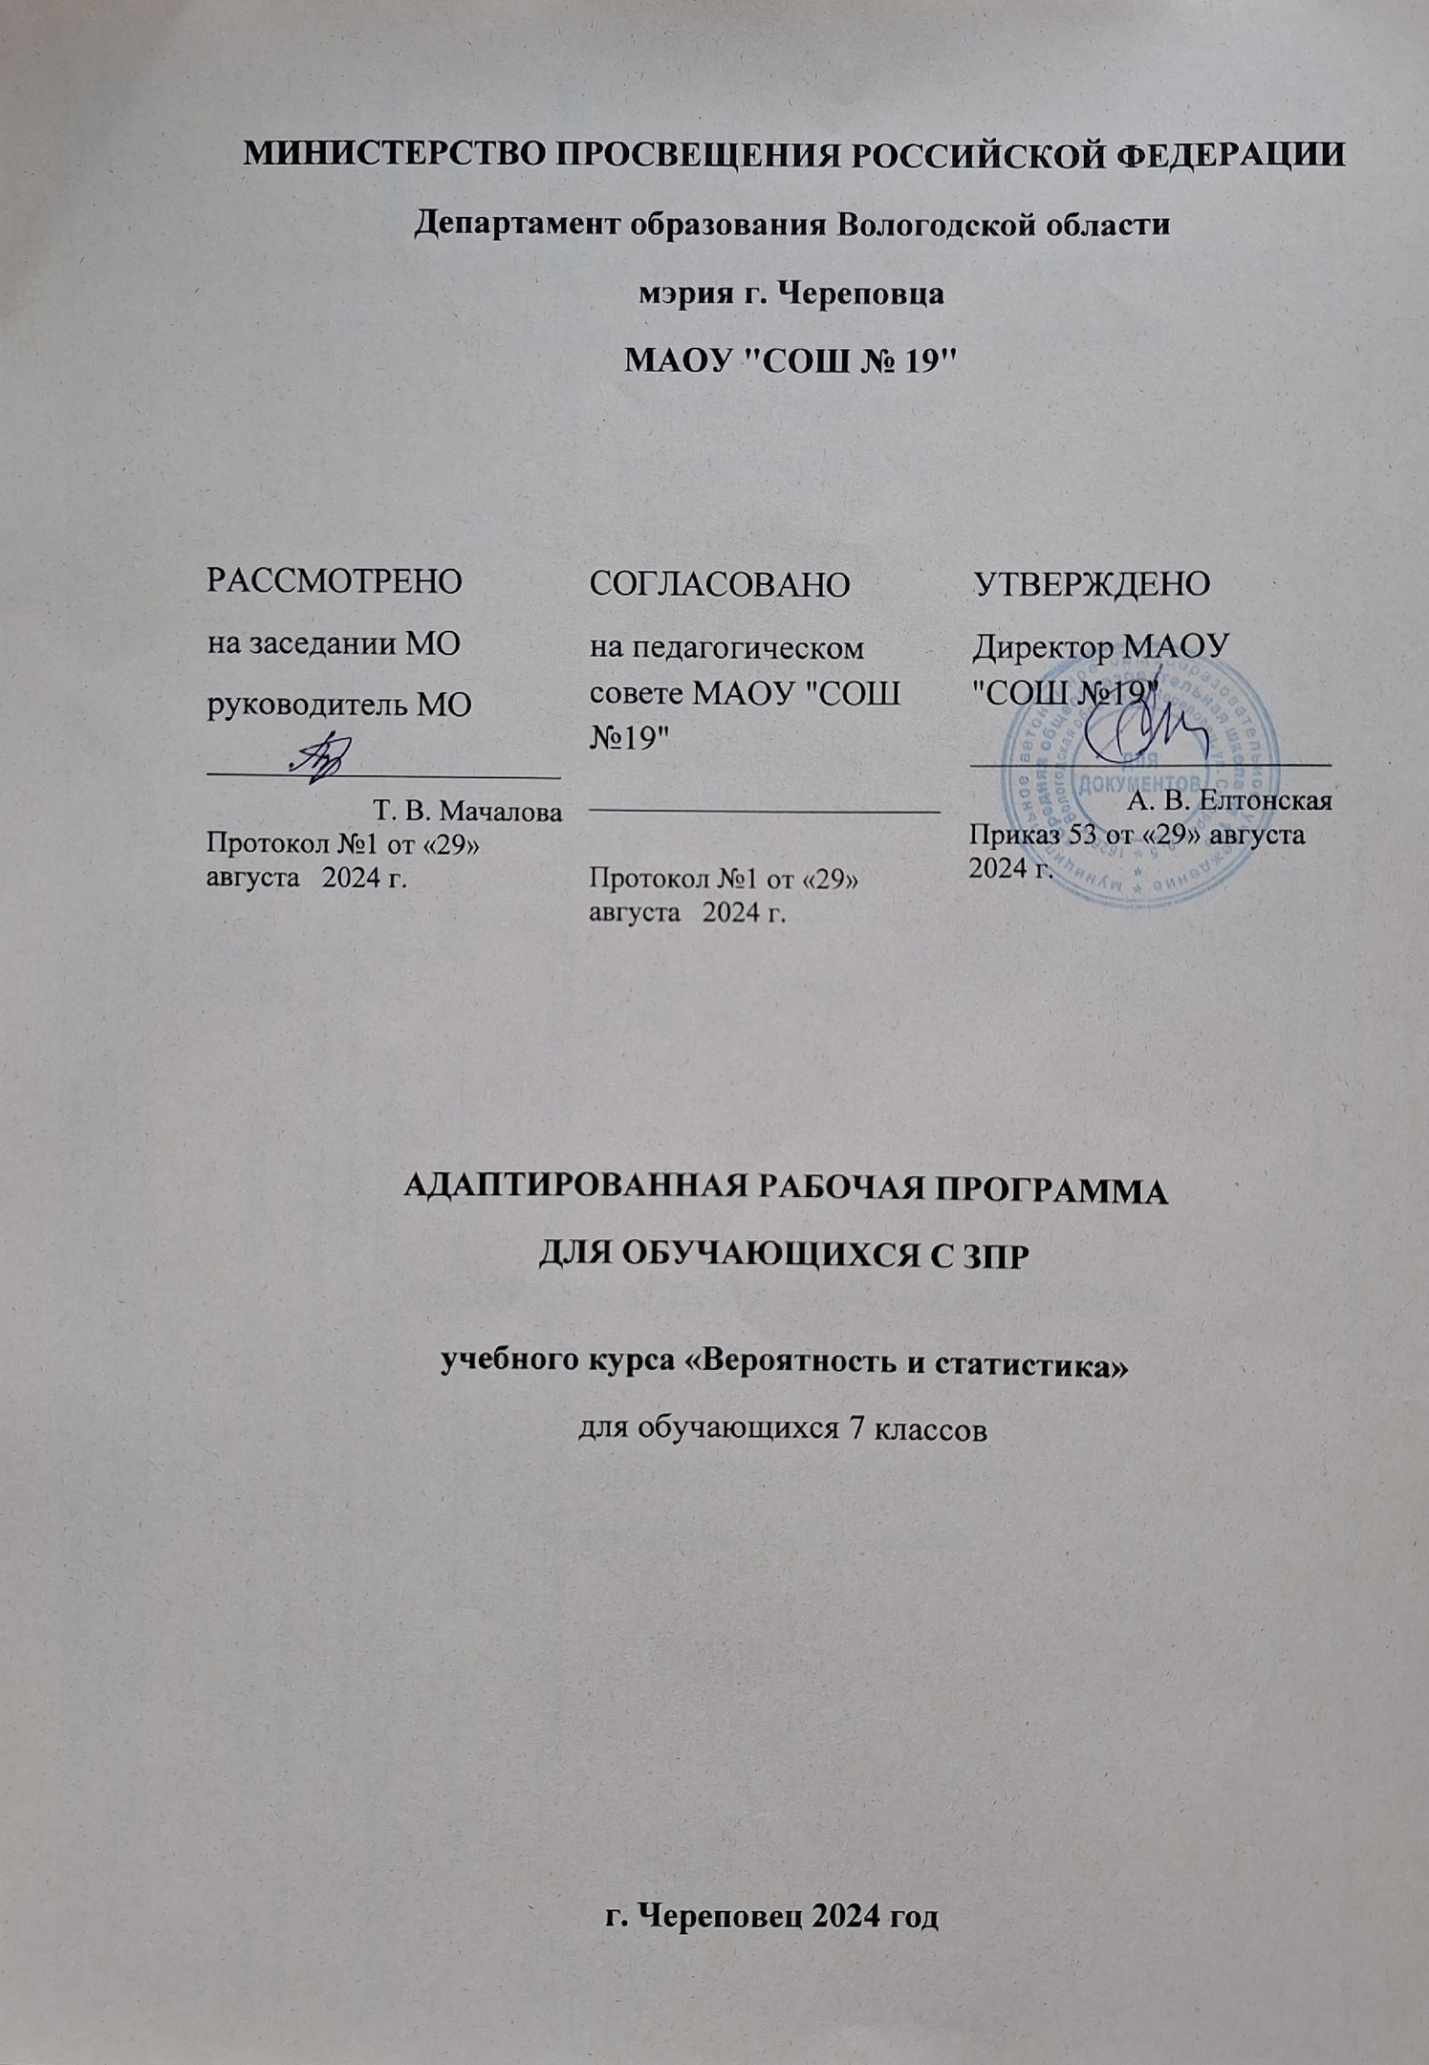 МИНИСТЕРСТВО ПРОСВЕЩЕНИЯ РОССИЙСКОЙ ФЕДЕРАЦИИ
Департамент образования Вологодской области
мэрия г. Череповца
МАОУ "СОШ № 19"
РАССМОТРЕНО
на заседании МО
руководитель МО
Т. В. Мачалова
Протокол №1 от «29»
августа 2024 г.
СОГЛАСОВАНО
на педагогическом
совете МАОУ "СОШ
№19"
Протокол №1 от «29»
августа 2024 г.
УТВЕРЖДЕНО
Директор МАОУ
"СОШ №19"
ДЛЯ
ДОКУМЕНТОВ
А. В. Елтонская
Приказ 53 от «29» августа
2024 г.
АДАПТИРОВАННАЯ РАБОЧАЯ ПРОГРАММА
ДЛЯ ОБУЧАЮЩИХСЯ С ЗПР
учебного курса «Вероятность и статистика»
для обучающихся 7 классов
г. Череповец 2024 год